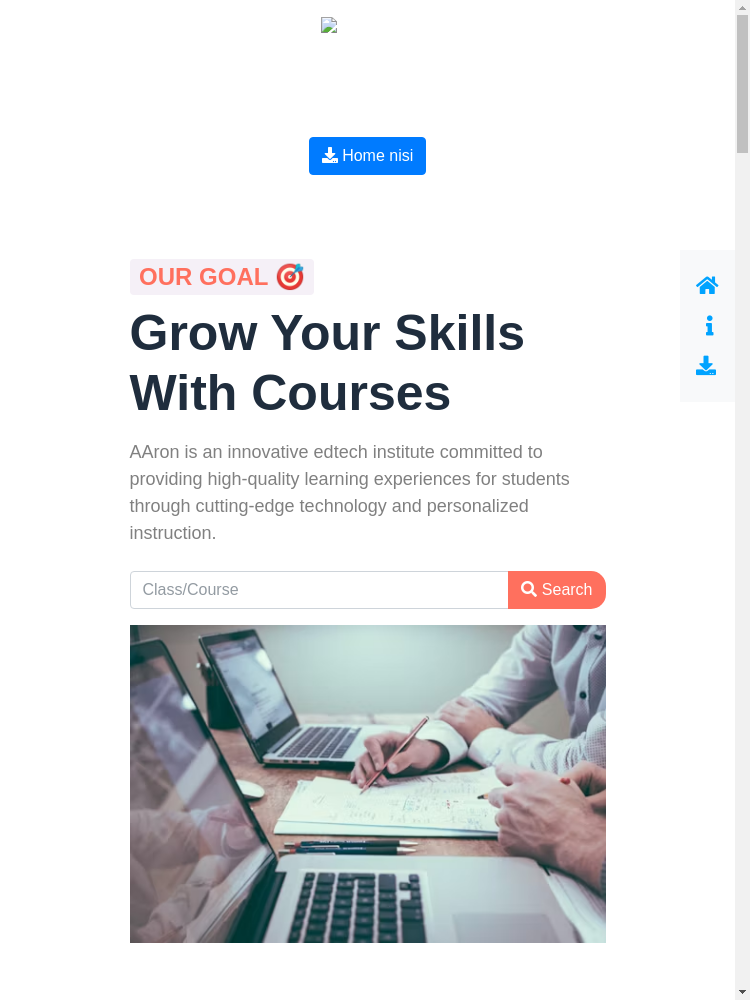 Home nisi
OUR GOAL 🎯
Grow Your Skills
With Courses
AAron is an innovative edtech institute committed to
providing high-quality learning experiences for students
through cutting-edge technology and personalized
instruction.
Class/Course
Search